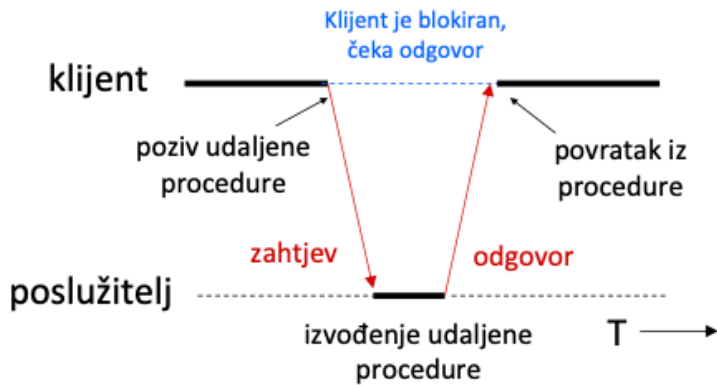 Klijent je blokiran,
čeka odgovor
klijent
poziv udaljene
procedure
povratak iz
procedure
zahtjev
odgovor
poslužitelj
izvođenje udaljene
procedure
T